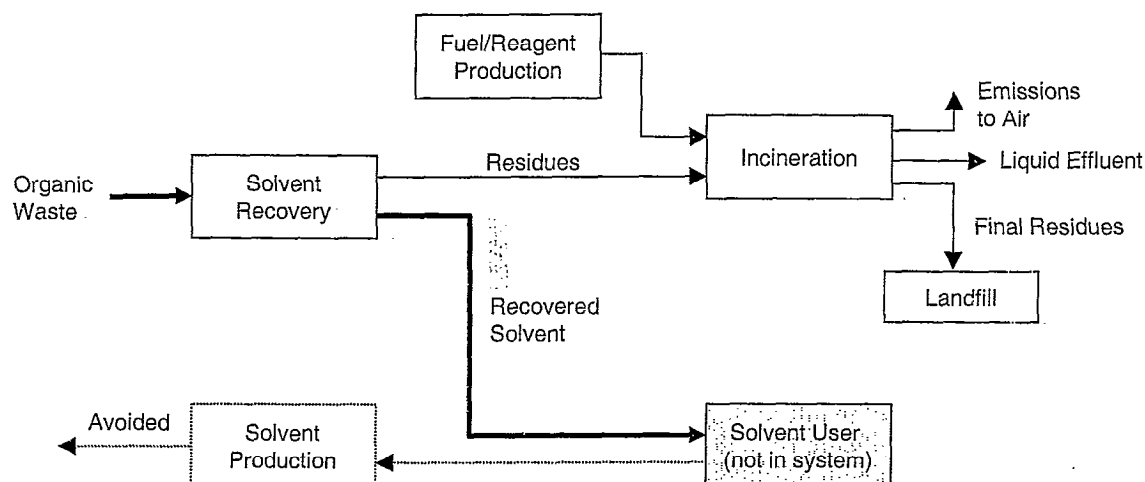 Fuel/Reagent
Production
Emissions
to Air
Incineration
Liquid Effluent
Residues
Organic
Waste
Solvent
Recovery
Final Residues
Landfill
Recovered
Solvent
Avoided
Solvent
Production
Solvent User
(not in system)